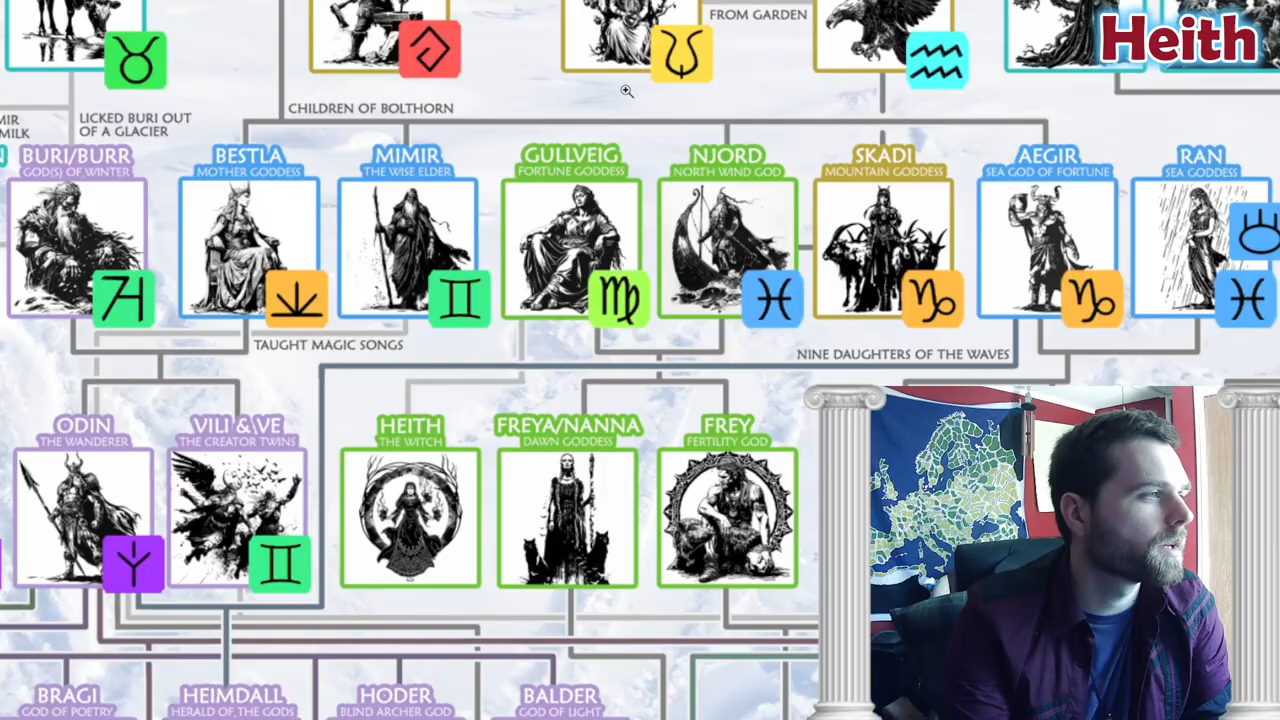 FROM GARDEN
Heith
CHILDREN OF BOLTHORN
MIR
MILK
LICKED BURI OUT
OF A GLACIER
N
BURI/BURR
GOD(S) OF WINTER
BESTLA
MOTHER GODDESS
MIMIR
THE WISE ELDER
GULLVEIG
FORTUNE GODDESS
NJORD
NORTH WIND GOD
SKADI
MOUNTAIN GODDESS
AEGIR
SEA GOD OF FORTUNE
RAN
SEA GODDESS
TAUGHT MAGIC SONGS
NINE DAUGHTERS OF THE WAVES
ODIN
THE WANDERER
VILI & VE
THE CREATOR TWINS
HEITH
THE WITCH
FREYA/NANNA
DAWN GODDESS
FREY
FERTILITY GOD
BRAGI
GOD OF POETRY
HEIMDALL
HERALD OF THE GODS
HODER
BLIND ARCHER GOD
BALDER
GOD OF LIGHT